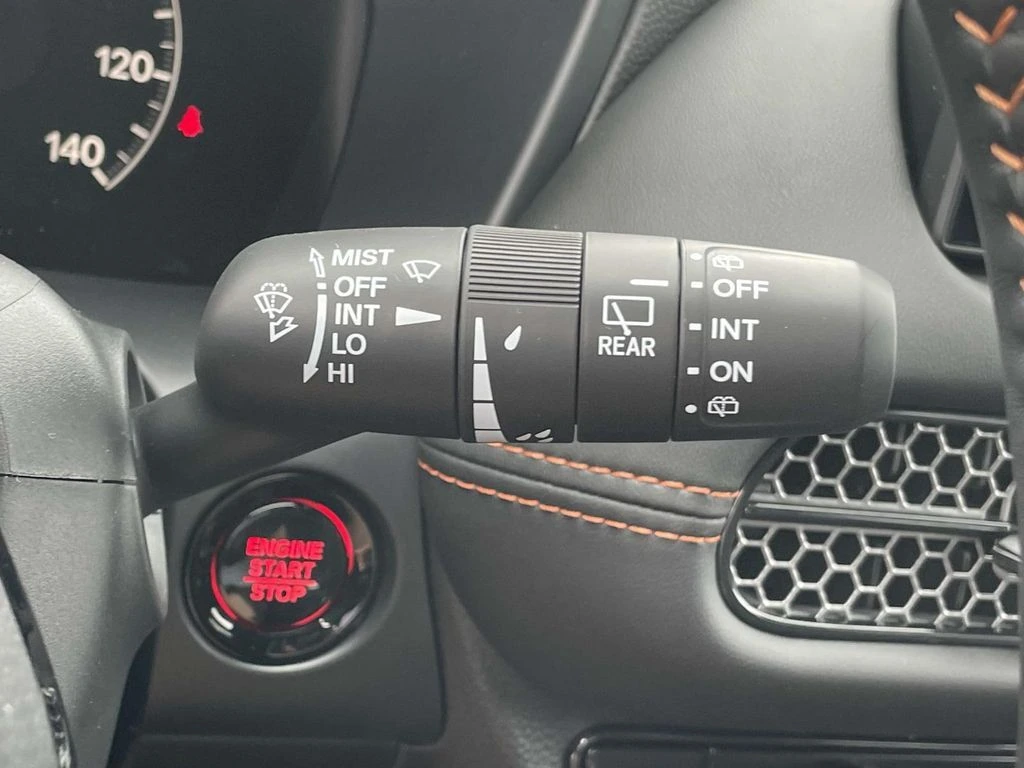 120
140
MIST
OFF
INT
LO
HI
REAR
OFF
INT
ON
ENGINE
START
STOP